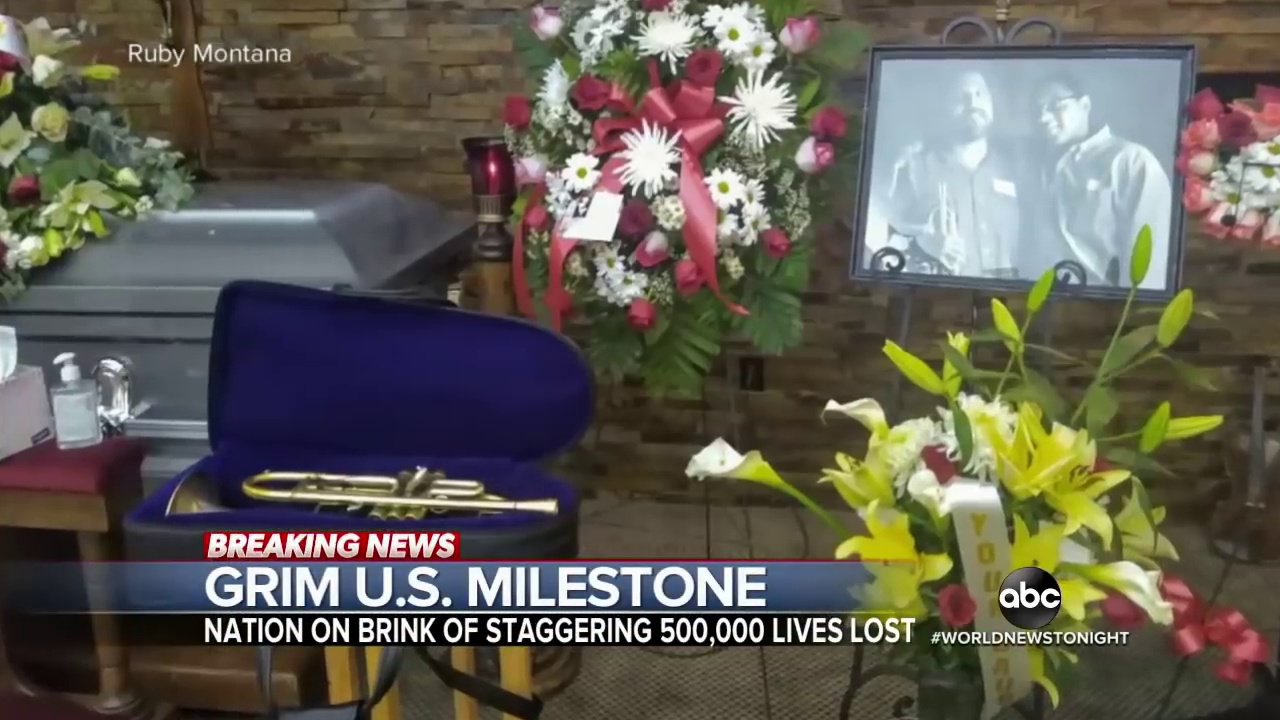 Ruby Montana
BREAKING NEWS
GRIM U.S. MILESTONE
NATION ON BRINK OF STAGGERING 500,000 LIVES LOST
abc
#WORLDNEWSTONIGHT